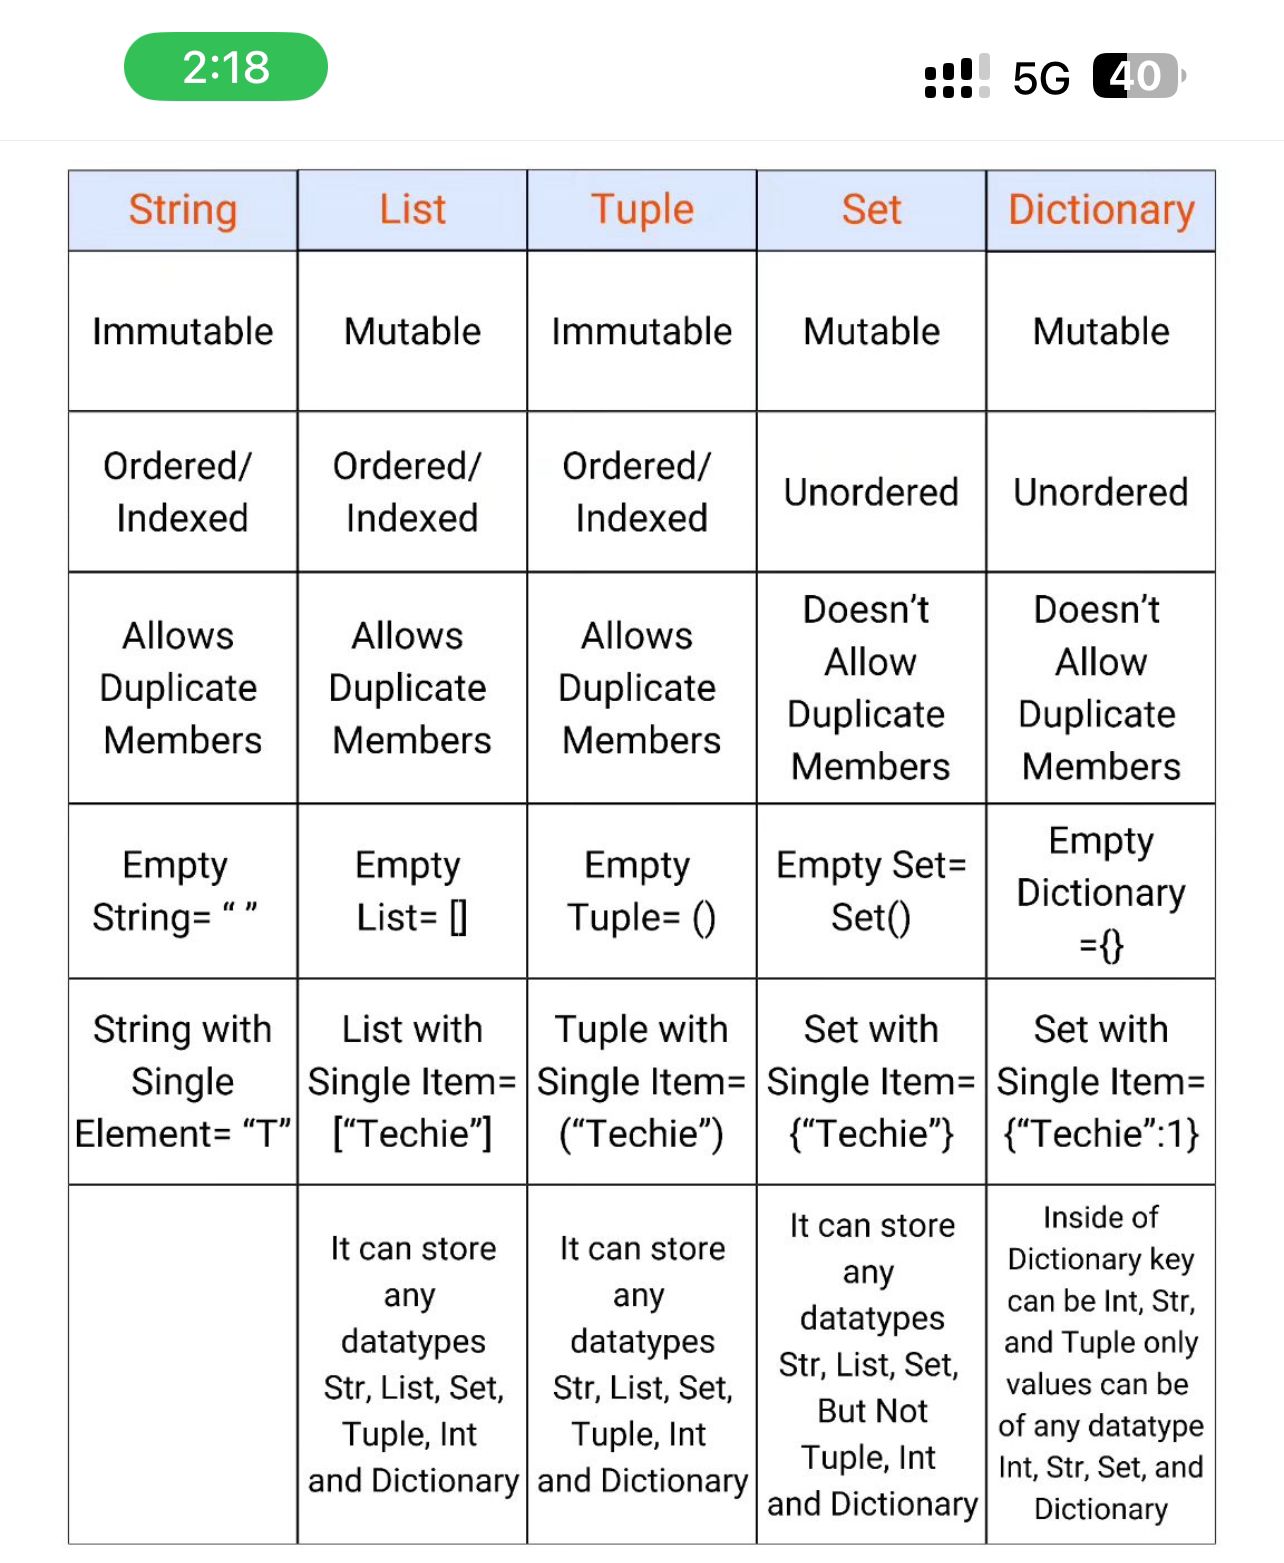 2:18
5G 40
String List Tuple Set Dictionary
Immutable Mutable Immutable Mutable Mutable
Ordered/
Indexed
Ordered/
Indexed
Ordered/
Indexed
Unordered
Unordered
Allows
Duplicate
Members
Allows
Duplicate
Members
Allows
Duplicate
Members
Doesn’t
Allow
Duplicate
Members
Doesn’t
Allow
Duplicate
Members
Empty
String= “ ”
Empty
List= []
Empty
Tuple= ()
Empty Set=
Set()
Empty
Dictionary
={}
String with
Single
Element= “T”
List with
Single Item=
[“Techie”]
Tuple with
Single Item=
(“Techie”)
Set with
Single Item=
{“Techie”}
Set with
Single Item=
{“Techie”:1}
It can store
any
datatypes
Str, List, Set,
Tuple, Int
and Dictionary
It can store
any
datatypes
Str, List, Set,
Tuple, Int
and Dictionary
It can store
any
datatypes
Str, List, Set,
But Not
Tuple, Int
and Dictionary
Inside of
Dictionary key
can be Int, Str,
and Tuple only
values can be
of any datatype
Int, Str, Set, and
Dictionary